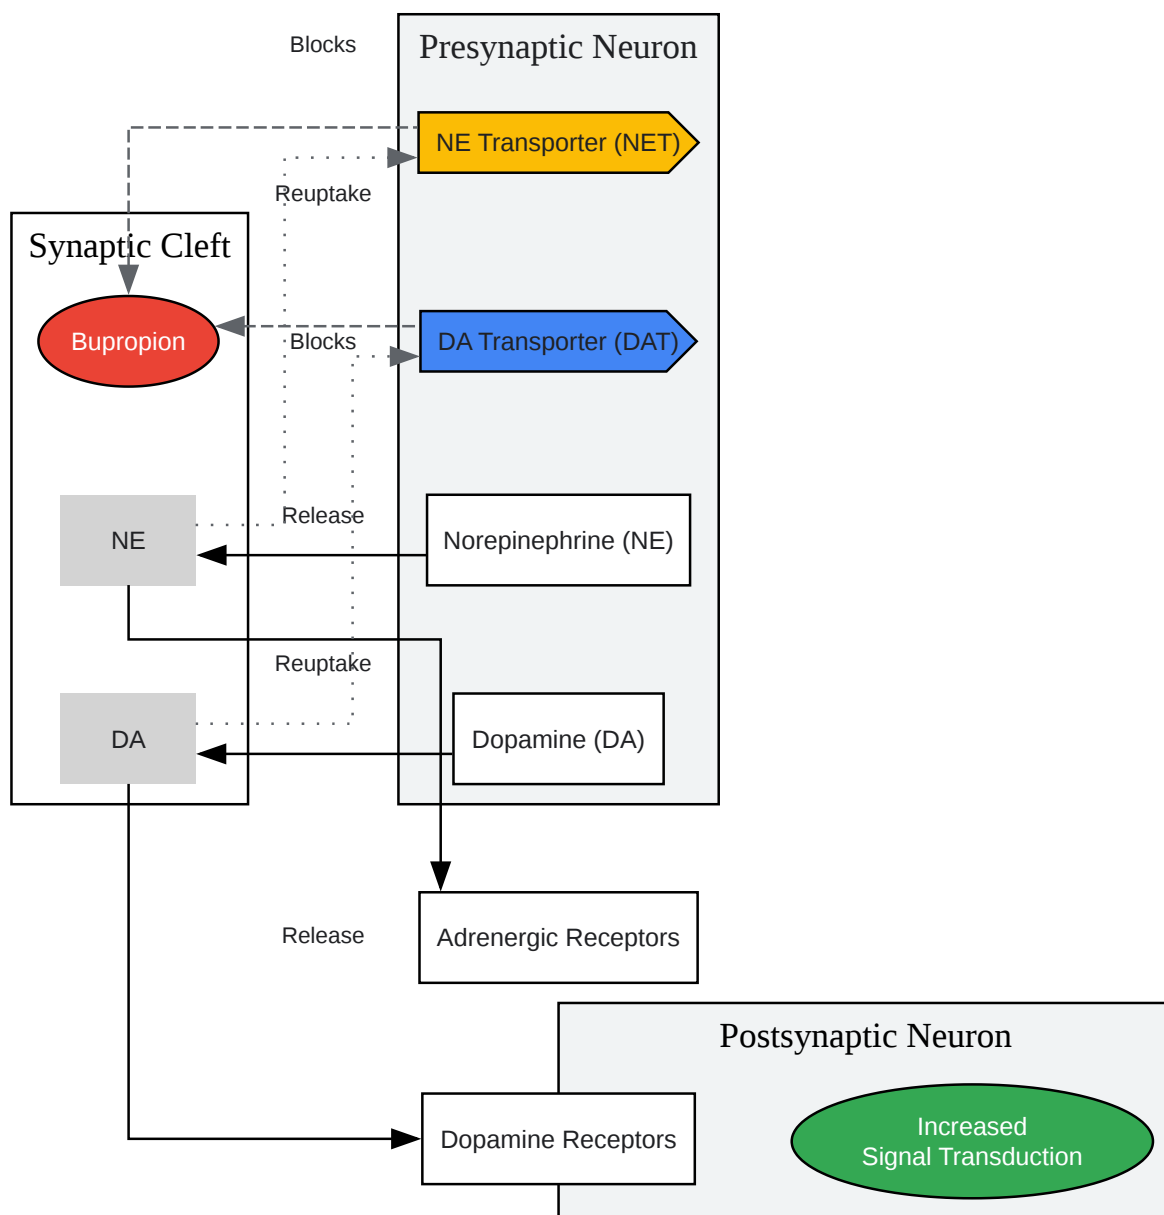 Blocks
Presynaptic Neuron
NE Transporter (NET)
Reuptake
Synaptic Cleft
Bupropion
Blocks
DA Transporter (DAT)
NE
Release
Norepinephrine (NE)
Reuptake
DA
Dopamine (DA)
Release
Adrenergic Receptors
Postsynaptic Neuron
Dopamine Receptors
Increased
Signal Transduction